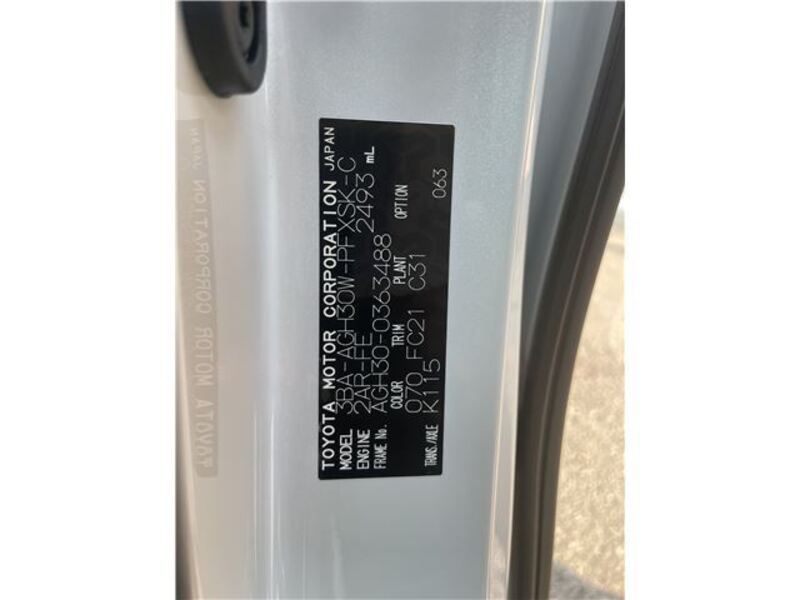 TOYOTA MOTOR CORPORATION JAPAN
MODEL 3BA-AGH30W-PFXSK-C
ENGINE 2AR-FE 2493 mL
FRAME No. AGH30-0363488
COLOR TRIM PLANT OPTION
070 FC21 C31 063
TRANS./AXLE K115